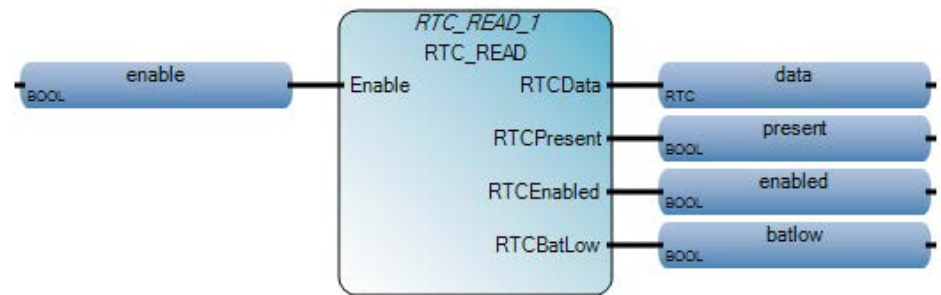 RTC_READ_1
RTC_READ
enable
BOOL
Enable
RTCData
data
RTC
RTCPresent
present
BOOL
RTCEnabled
enabled
BOOL
RTCBatLow
batlow
BOOL